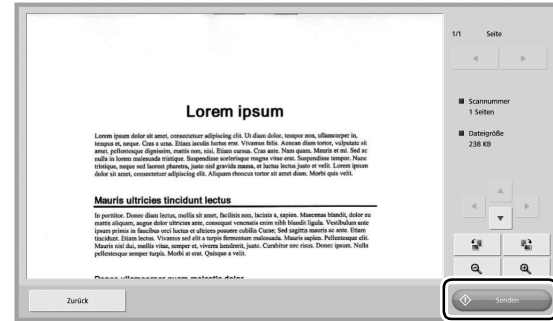 Lorem ipsum
Lorem ipsum dolor sit amet, consectetuer adipiscing clit. Ut diam dolor, tempor non, ullamcorper in,
tempus et, neque. Cras a urna. Etiam iaculis luctus erat. Vivamus felis. Aenean diam tortor, vulputate sit
amet, pellentesque dignissim, mattis non, nisi. Etiam cursus. Cras ante. Nam quam. Mauris et mi. Sed ac
nulla in lorem malesuada tristique. Suspendisse scelerisque magna vitae erat. Suspendisse tempor. Nunc
tristique, neque sed laoreet pharetra, justo nisl gravida massa, et luctus lectus justo et velit. Lorem ipsum
dolor sit amet, consectetuer adipiscing clit. Aliquam rhoncus tortor sit amet diam. Morbi quis velit.
Mauris ultricies tincidunt lectus
In portitor. Donec diam lectus, mollis sit amet, facilisis non, lacinia a, sapien. Maecenas blandit, dolor eu
mattis aliquam, augue dolor ultricies ante, consequat venenatis enim nibh blandit ligula. Vestibulum ante
ipsum primis in faucibus orci luctus et ultrices posuere cubilia Curae; Sed sagittis mauris ac ante. Etiam
tincidunt. Etiam lectus. Vivamus sed elit a turpis fermentum malesuada. Mauris sapien. Pellentesque elit.
Mauris nisl dui, mollis vitae, semper et, viverra hendrerit, justo. Curabitur nec risus. Donec ipsum. Nulla
pellentesque semper turpis. Morbi at erat. Quisque a velit.
1/1 Seite
Scannummer
1 Seiten
Dateigröße
238 KB
Zurück
Senden